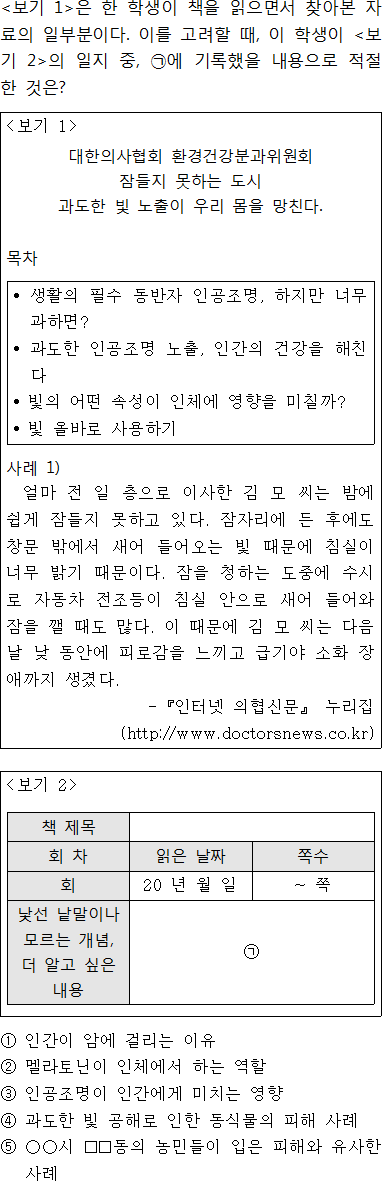 <보기 1>은 한 학생이 책을 읽으면서 찾아본 자
료의 일부분이다. 이를 고려할 때, 이 학생이 <보
기 2>의 일지 중, ㉠에 기록했을 내용으로 적절
한 것은?
<보기 1>
대한의사협회 환경건강분과위원회
잠들지 못하는 도시
과도한 빛 노출이 우리 몸을 망친다.
목차
• 생활의 필수 동반자 인공조명, 하지만 너무
과하면?
• 과도한 인공조명 노출, 인간의 건강을 해친
다
• 빛의 어떤 속성이 인체에 영향을 미칠까?
• 빛 올바로 사용하기
사례 1)
얼마 전 일 층으로 이사한 김 모 씨는 밤에
쉽게 잠들지 못하고 있다. 잠자리에 든 후에도
창문 밖에서 새어 들어오는 빛 때문에 침실이
너무 밝기 때문이다. 잠을 청하는 도중에 수시
로 자동차 전조등이 침실 안으로 새어 들어와
잠을 깰 때도 많다. 이 때문에 김 모 씨는 다음
날 낮 동안에 피로감을 느끼고 급기야 소화 장
애까지 생겼다.
-『인터넷 의협신문』 누리집
(http://www.doctorsnews.co.kr)
<보기 2>
책 제목
회 차 읽은 날짜 쪽수
회 20 년 월 일 ~ 쪽
낯선 낱말이나
모르는 개념,
더 알고 싶은
내용
㉠
① 인간이 암에 걸리는 이유
② 멜라토닌이 인체에서 하는 역할
③ 인공조명이 인간에게 미치는 영향
④ 과도한 빛 공해로 인한 동식물의 피해 사례
⑤ ○○시 □□동의 농민들이 입은 피해와 유사한
사례